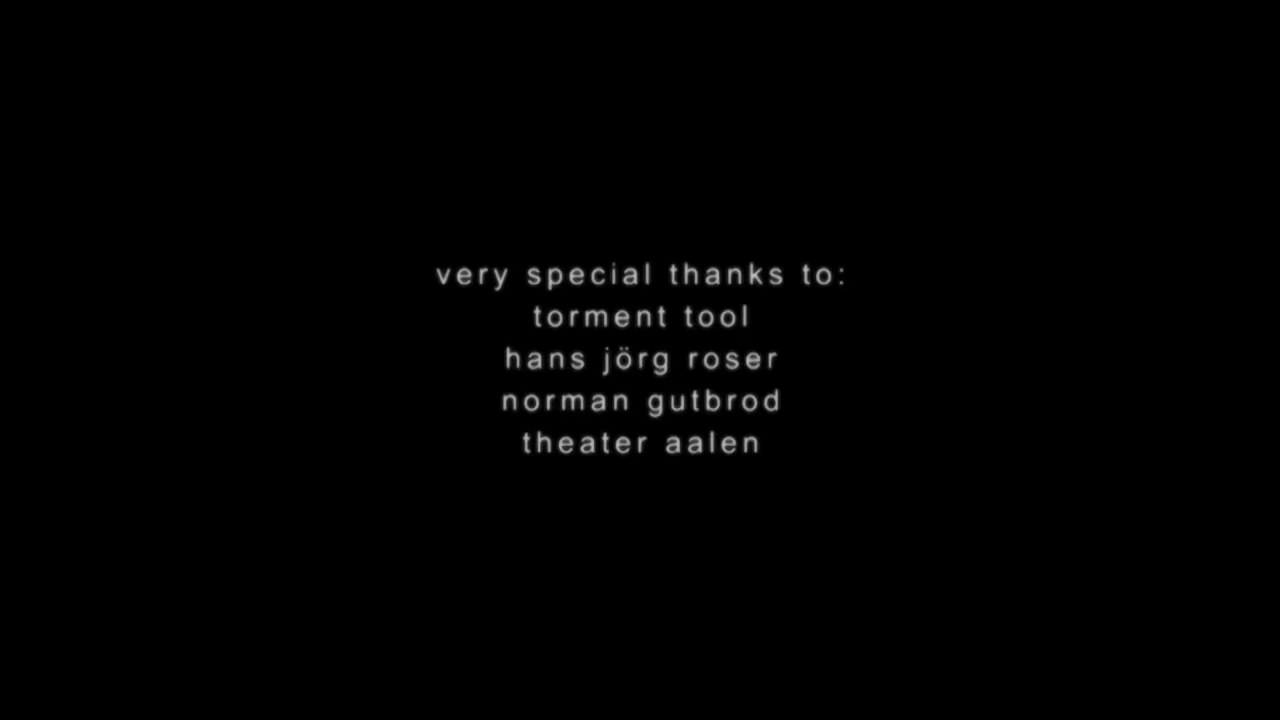 very special thanks to:
torment tool
hans jörg roser
norman gutbrod
theater aalen